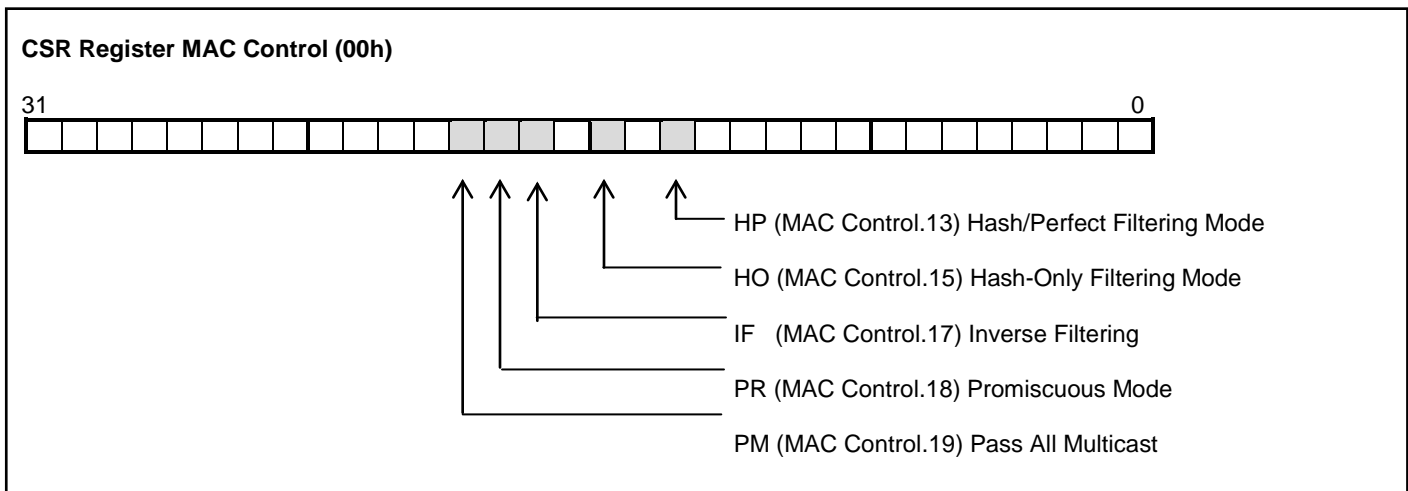 CSR Register MAC Control (00h)
31 0
HP (MAC Control.13) Hash/Perfect Filtering Mode
HO (MAC Control.15) Hash-Only Filtering Mode
IF (MAC Control.17) Inverse Filtering
PR (MAC Control.18) Promiscuous Mode
PM (MAC Control.19) Pass All Multicast